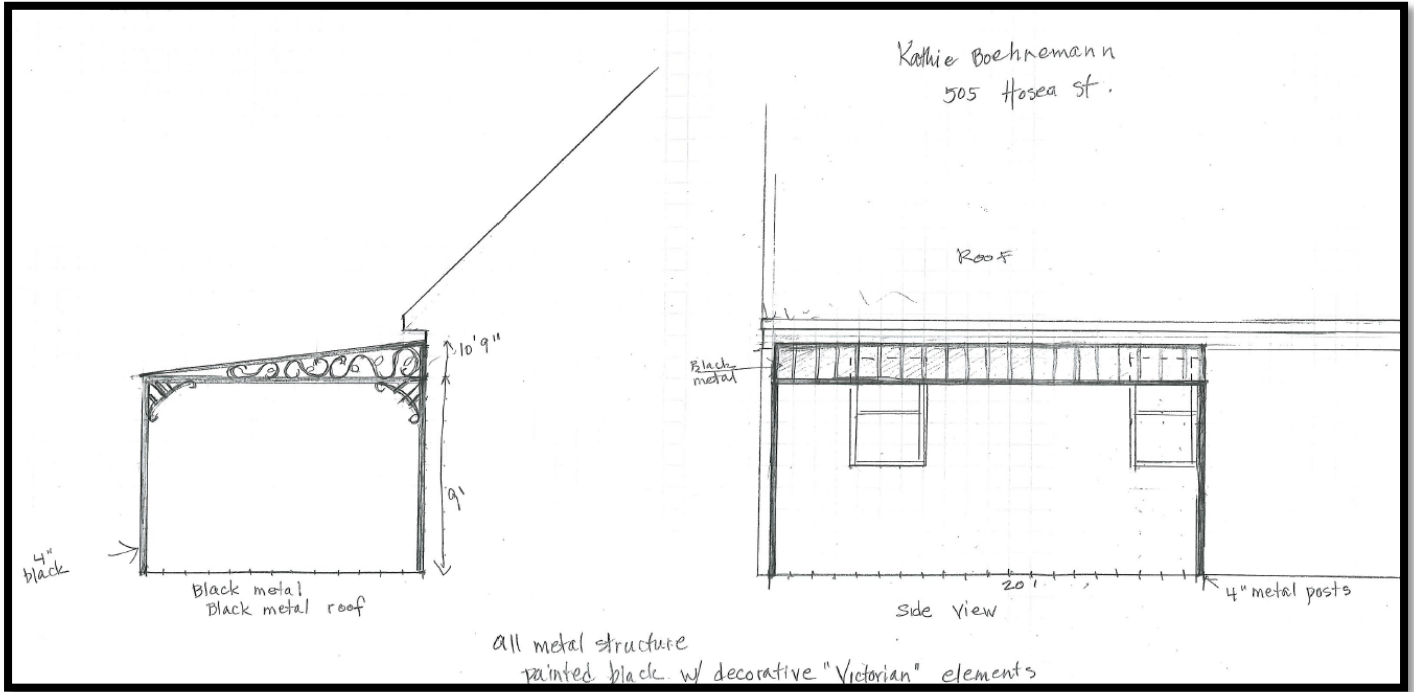 Kathie Boehnemann
505 Hosea St.
Roof
10'9"
9'
4"
black
Black metal
Black metal roof
Black
metal
20'
4" metal posts
Side View
all metal structure
painted black w/ decorative "Victorian" elements